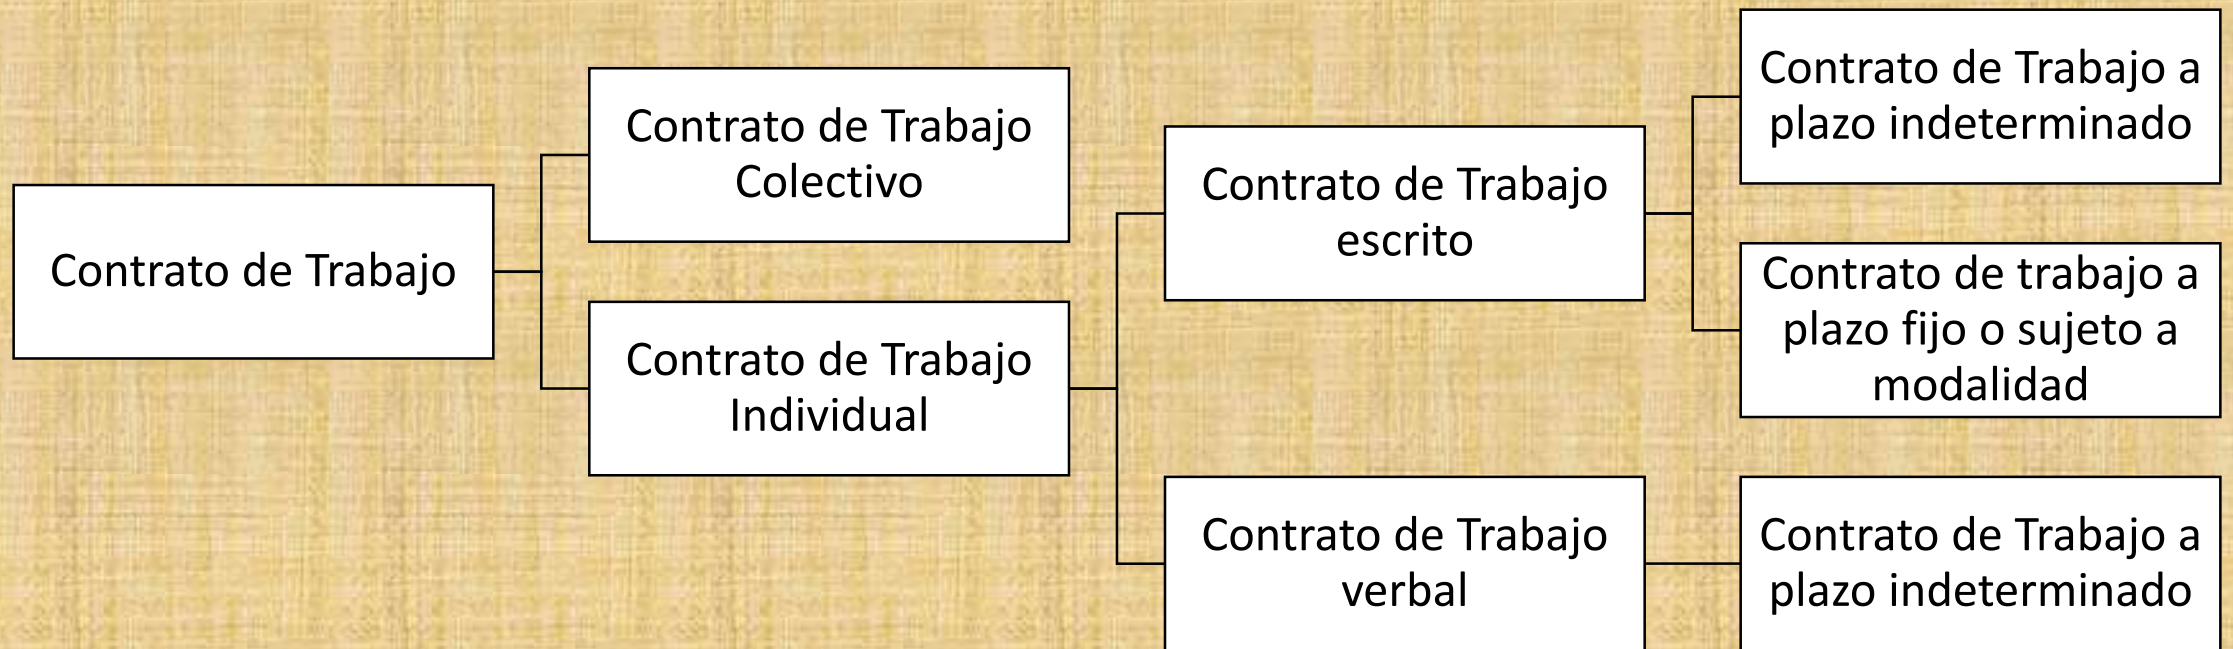 Contrato de Trabajo
Contrato de Trabajo
Colectivo
Contrato de Trabajo
Individual
Contrato de Trabajo
escrito
Contrato de Trabajo
verbal
Contrato de Trabajo a
plazo indeterminado
Contrato de trabajo a
plazo fijo o sujeto a
modalidad
Contrato de Trabajo a
plazo indeterminado